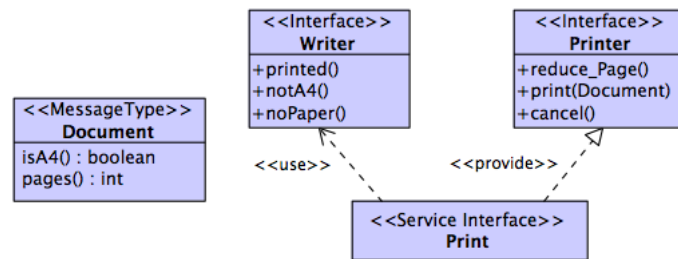 <<Interface>>
Writer
+printed()
+notA4()
+noPaper()
<<Interface>>
Printer
+reduce_Page()
+print(Document)
+cancel()
<<MessageType>>
Document
isA4() : boolean
pages() : int
<<use>>
<<provide>>
<<Service Interface>>
Print